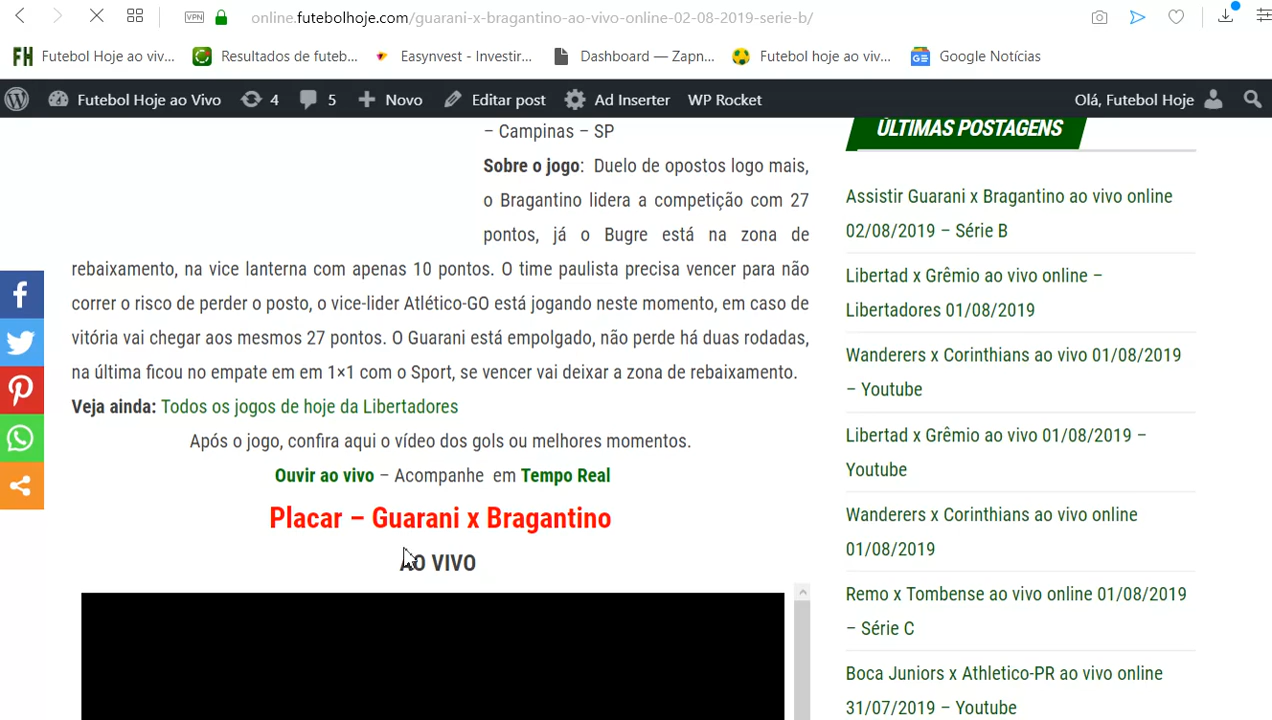 VPN
online.futebolhoje.com/guarani-x-bragantino-ao-vivo-online-02-08-2019-serie-b/
FH Futebol Hoje ao viv... Resultados de futeb... Easynvest - Investir... Dashboard — Zapn... Futebol hoje ao viv... Google Notícias
Futebol Hoje ao Vivo 4 5 Novo Editar post Ad Inserter WP Rocket Olá, Futebol Hoje
– Campinas – SP
Sobre o jogo: Duelo de opostos logo mais,
o Bragantino lidera a competição com 27
pontos, já o Bugre está na zona de
rebaixamento, na vice lanterna com apenas 10 pontos. O time paulista precisa vencer para não
correr o risco de perder o posto, o vice-lider Atlético-GO está jogando neste momento, em caso de
vitória vai chegar aos mesmos 27 pontos. O Guarani está empolgado, não perde há duas rodadas,
na última ficou no empate em em 1×1 com o Sport, se vencer vai deixar a zona de rebaixamento.
Veja ainda: Todos os jogos de hoje da Libertadores
Após o jogo, confira aqui o vídeo dos gols ou melhores momentos.
Ouvir ao vivo – Acompanhe em Tempo Real
Placar – Guarani x Bragantino
AO VIVO
ÚLTIMAS POSTAGENS
Assistir Guarani x Bragantino ao vivo online
02/08/2019 – Série B
Libertad x Grêmio ao vivo online –
Libertadores 01/08/2019
Wanderers x Corinthians ao vivo 01/08/2019
– Youtube
Libertad x Grêmio ao vivo 01/08/2019 –
Youtube
Wanderers x Corinthians ao vivo online
01/08/2019
Remo x Tombense ao vivo online 01/08/2019
– Série C
Boca Juniors x Athletico-PR ao vivo online
31/07/2019 – Youtube